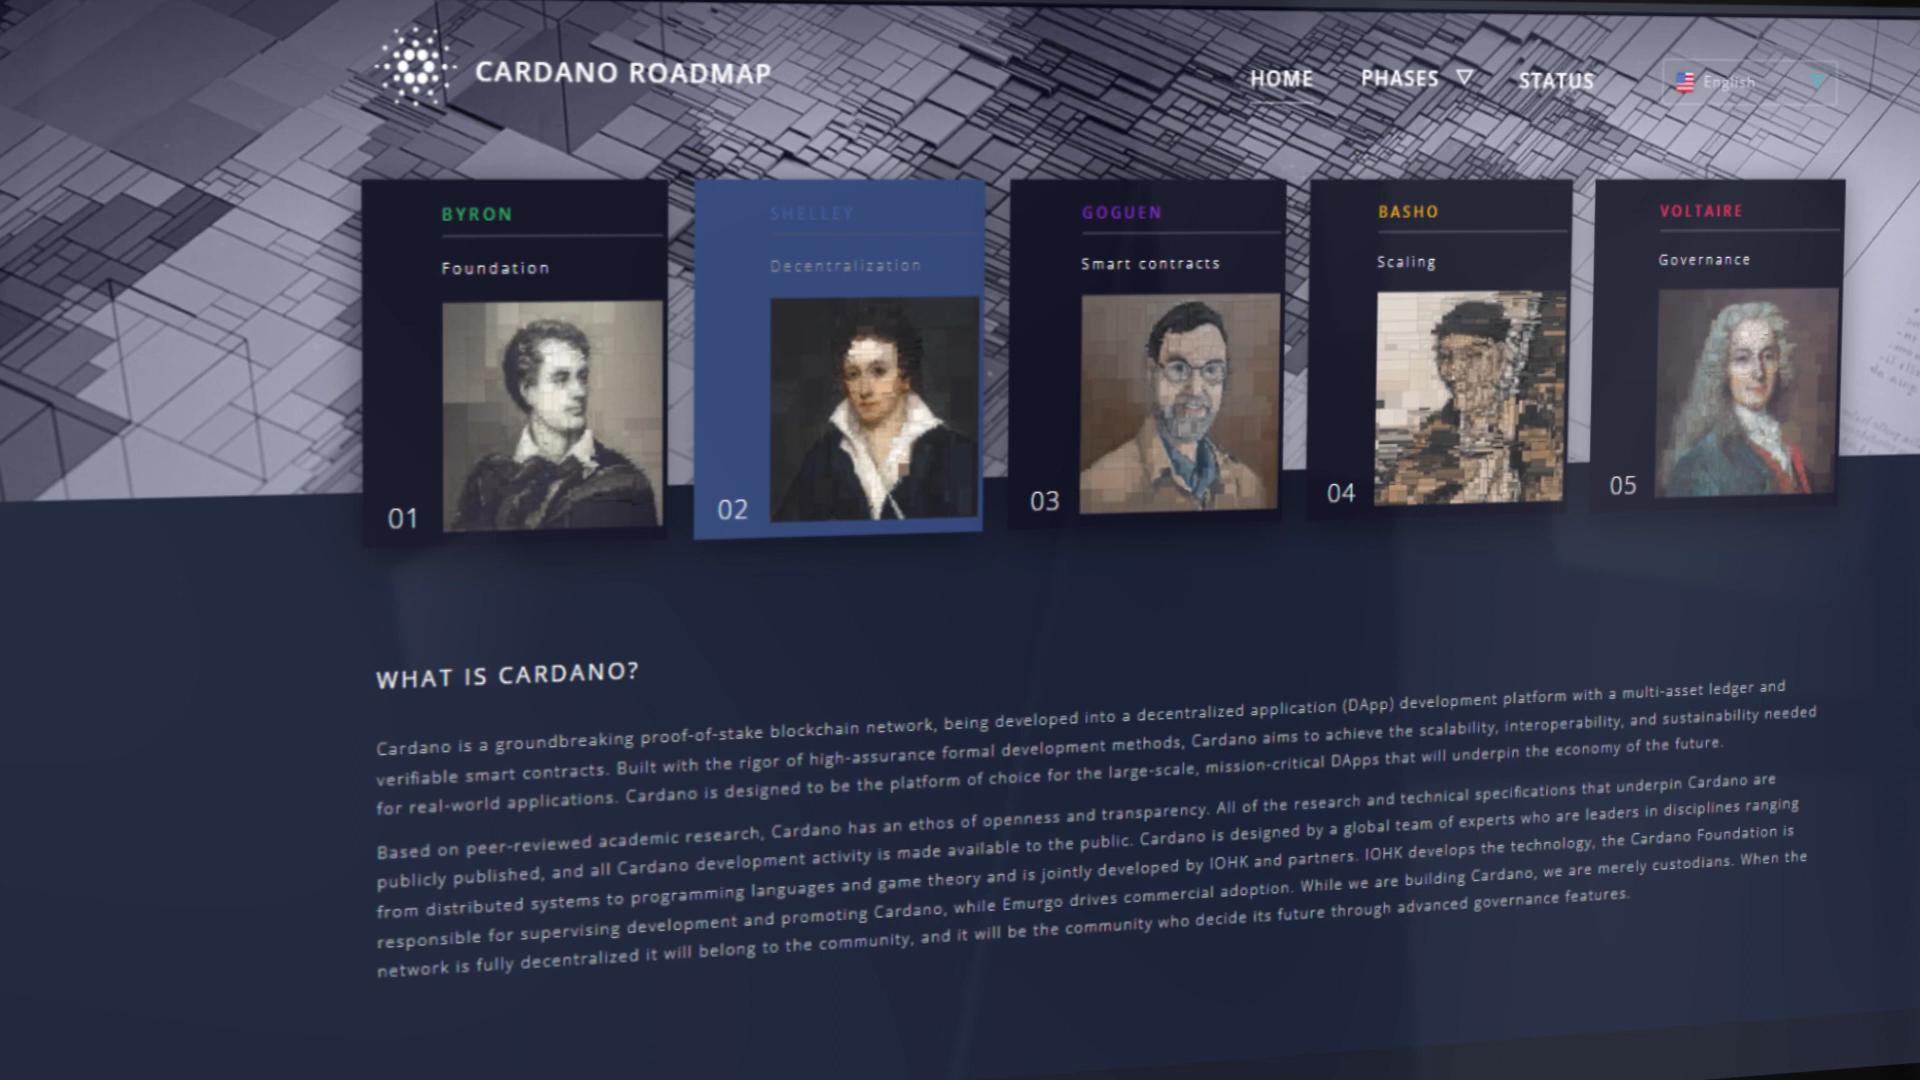 CARDANO ROADMAP
HOME
PHASES
STATUS
English
BYRON
Foundation
01
SHELLEY
Decentralization
02
GOGUEN
Smart contracts
03
BASHO
Scaling
04
VOLTAIRE
Governance
05
WHAT IS CARDANO?
Cardano is a groundbreaking proof-of-stake blockchain network, being developed into a decentralized application (DApp) development platform with a multi-asset ledger and
verifiable smart contracts. Built with the rigor of high-assurance formal development methods, Cardano aims to achieve the scalability, interoperability, and sustainability needed
for real-world applications. Cardano is designed to be the platform of choice for the large-scale, mission-critical DApps that will underpin the economy of the future.
Based on peer-reviewed academic research, Cardano has an ethos of openness and transparency. All of the research and technical specifications that underpin Cardano are
publicly published, and all Cardano development activity is made available to the public. Cardano is designed by a global team of experts who are leaders in disciplines ranging
from distributed systems to programming languages and game theory and is jointly developed by IOHK and partners. IOHK develops the technology, the Cardano Foundation is
responsible for supervising development and promoting Cardano, while Emurgo drives commercial adoption. While we are building Cardano, we are merely custodians. When the
network is fully decentralized it will belong to the community, and it will be the community who decide its future through advanced governance features.